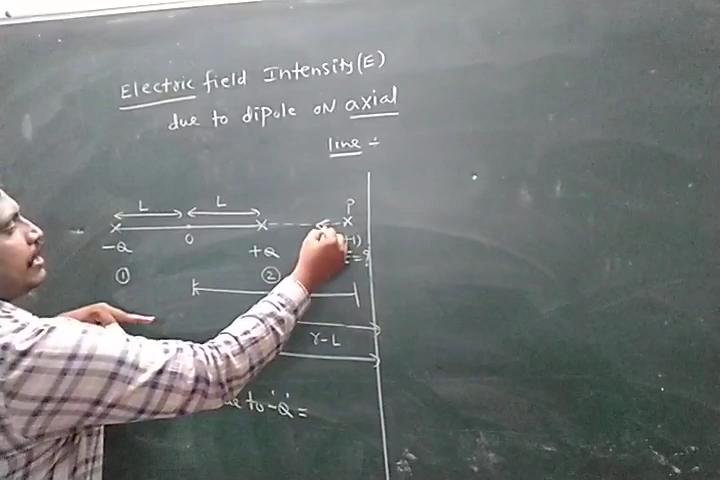 Electric field Intensity (E)
due to dipole ON axial
line ÷
L L P
O
-Q +Q
① ②
r-L
to -'Q' =